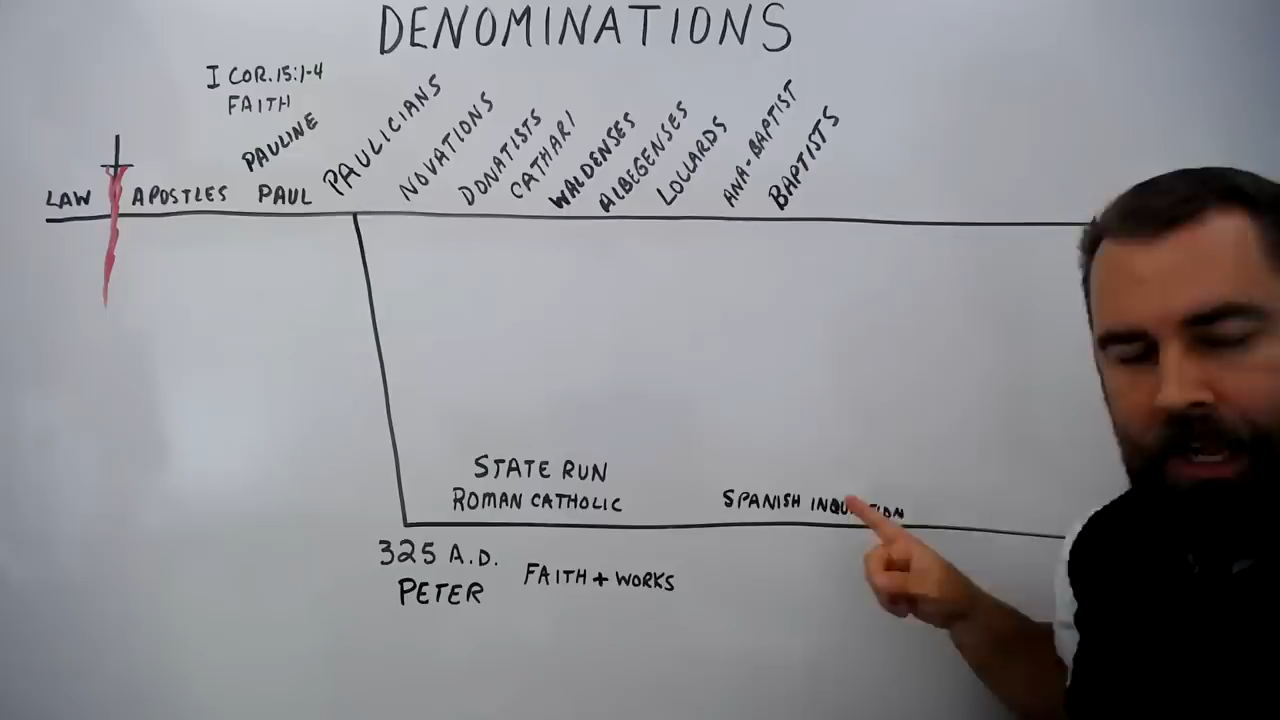 DENOMINATIONS
I COR. 15:1-4
FAITH
PAULINE
LAW
APOSTLES
PAUL
PAULICIANS
NOVATIONS
DONATISTS
CATHARI
WALDENSES
ALBEGENSES
LOLLARDS
ANA-BAPTIST
BAPTISTS
STATE RUN
ROMAN CATHOLIC
SPANISH
325 A.D.
PETER
FAITH + WORKS